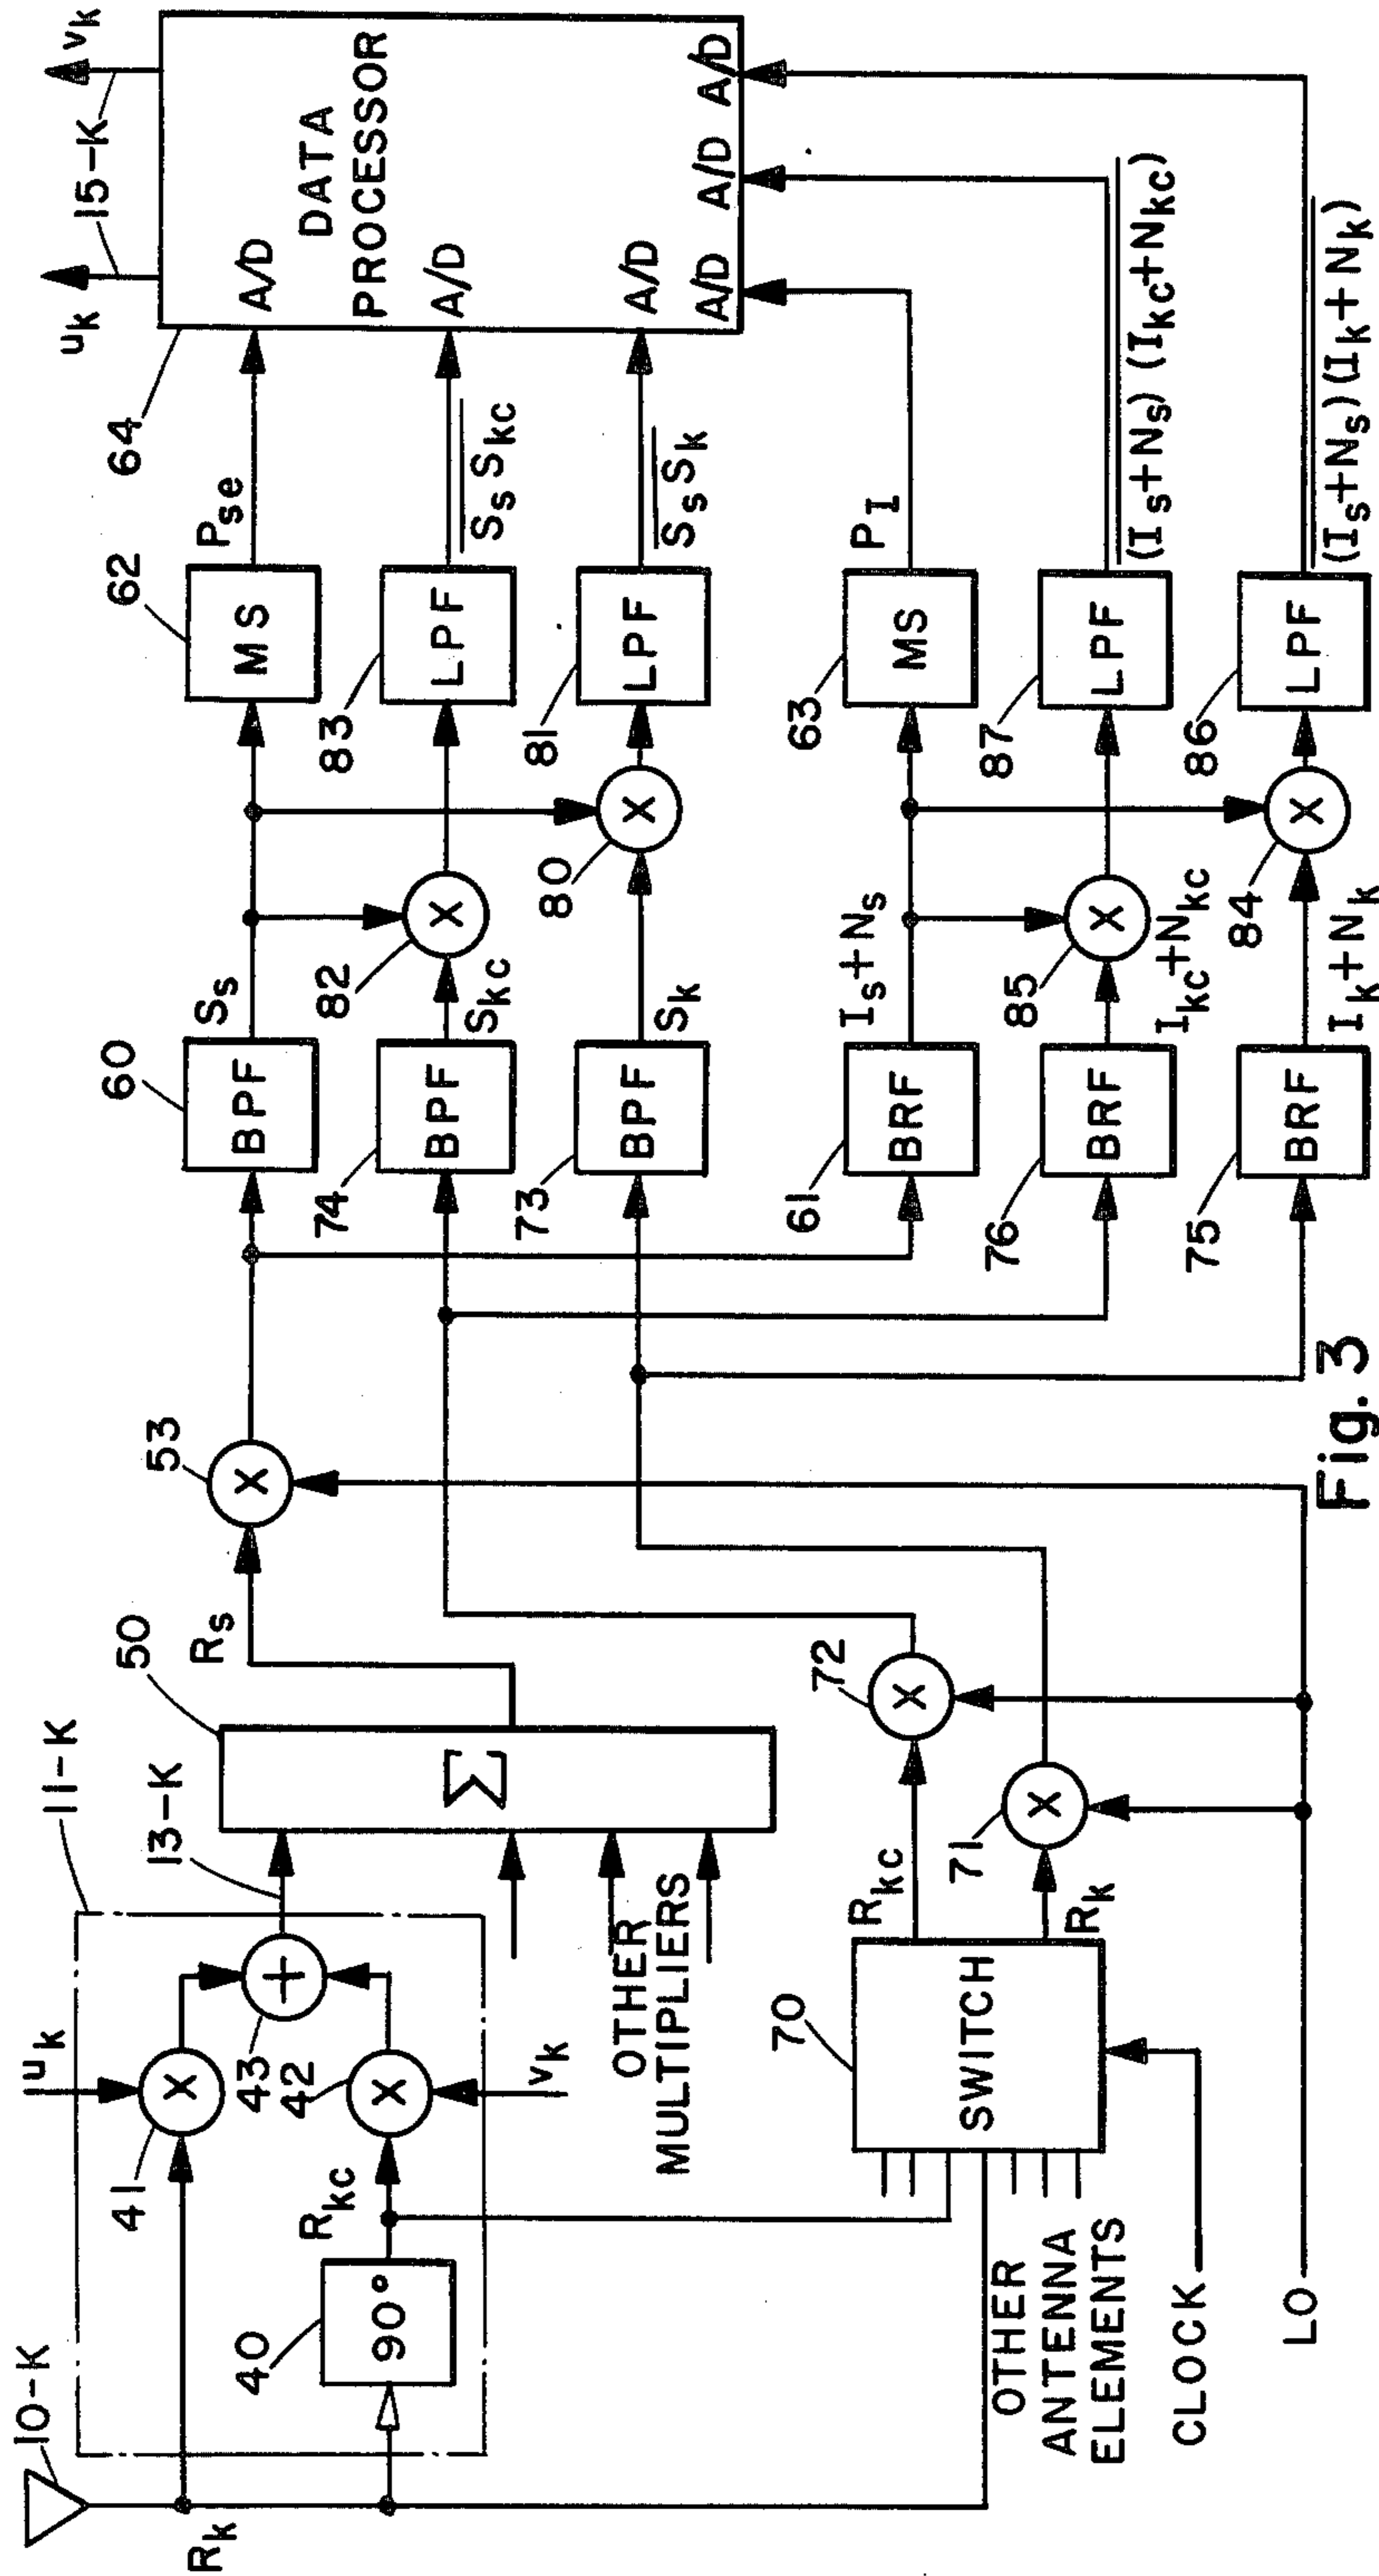 10-K
R_k
11-K
u_k
41
X
43
+
42
X
v_k
R_kc
40
90°
13-K
50
Σ
OTHER
MULTIPLIERS
R_s
53
X
70
SWITCH
R_kc
R_k
72
X
71
X
OTHER
ANTENNA
ELEMENTS
CLOCK
LO
60
BPF
S_s
74
BPF
S_kc
73
BPF
S_k
82
X
80
X
62
MS
P_se
83
LPF
S_s S_kc
81
LPF
S_s S_k
61
BRF
I_s+N_s
76
BRF
I_kc+N_kc
75
BRF
I_k+N_k
85
X
84
X
63
MS
P_I
87
LPF
(I_s+N_s)(I_kc+N_kc)
86
LPF
(I_s+N_s)(I_k+N_k)
64
u_k
15-K
v_k
A/D
A/D
A/D
A/D
A/D
A/D
DATA
PROCESSOR
Fig. 3